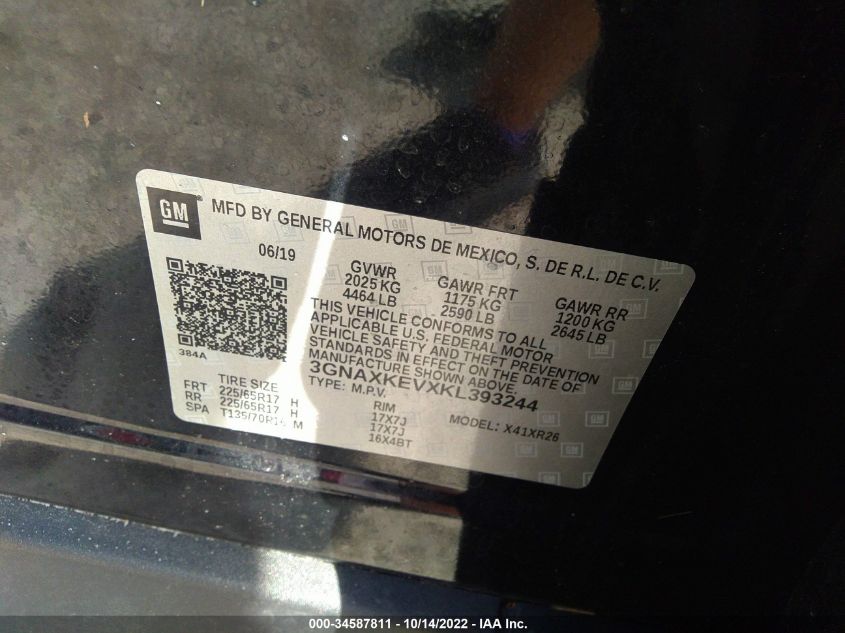 GM ® MFD BY GENERAL MOTORS DE MEXICO, S. DE R.L. DE C.V.
06/19
GVWR GAWR FRT GAWR RR
2025 KG 1175 KG 1200 KG
4464 LB 2590 LB 2645 LB
THIS VEHICLE CONFORMS TO ALL
APPLICABLE U.S. FEDERAL MOTOR
VEHICLE SAFETY AND THEFT PREVENTION
STANDARDS IN EFFECT ON THE DATE OF
MANUFACTURE SHOWN ABOVE.
384A
3GNAXKEVXKL393244
TYPE: M.P.V. MODEL: X41XR26
TIRE SIZE RIM
FRT 225/65R17 H 17X7J
RR 225/65R17 H 17X7J
SPA T135/70R16 M 16X4BT
000-34587811 - 10/14/2022 - IAA Inc.